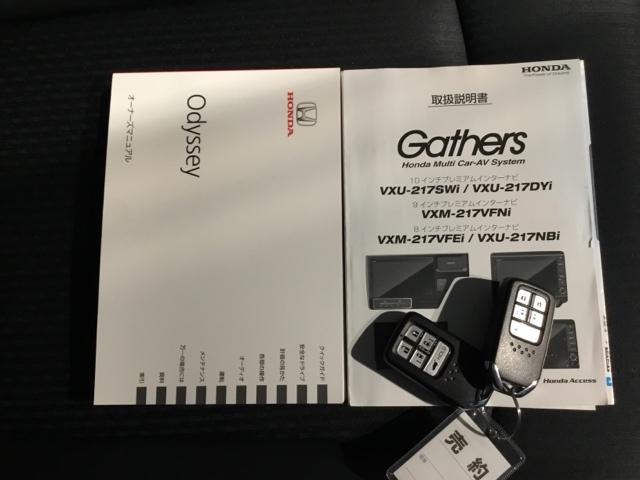 HONDA
Odyssey
オーナーズマニュアル
クイックガイド
安全なドライブ
計器の見かた
各部の操作
オーディオ
運転
メンテナンス
万一の場合には
資料
索引
HONDA
The Power of Dreams
取扱説明書
Gathers
Honda Multi Car-AV System
10 インチプレミアムインターナビ
VXU-217SWi / VXU-217DYi
9 インチプレミアムインターナビ
VXM-217VFNi
8 インチプレミアムインターナビ
VXM-217VFEi / VXU-217NBi
Honda Access
売約